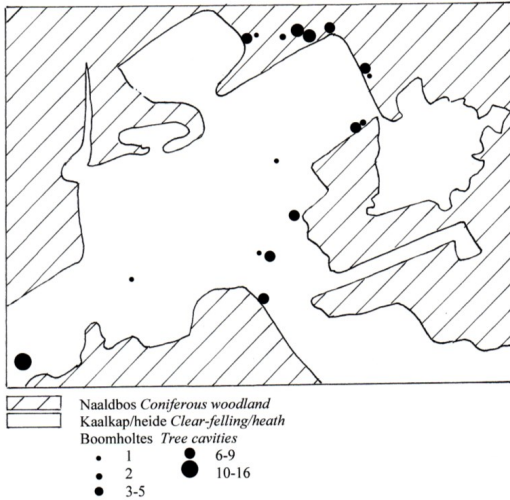 Naaldbos Coniferous woodland
Kaalkap/heide Clear-felling/heath
Boomholtes Tree cavities
1 6-9
2 10-16
3-5